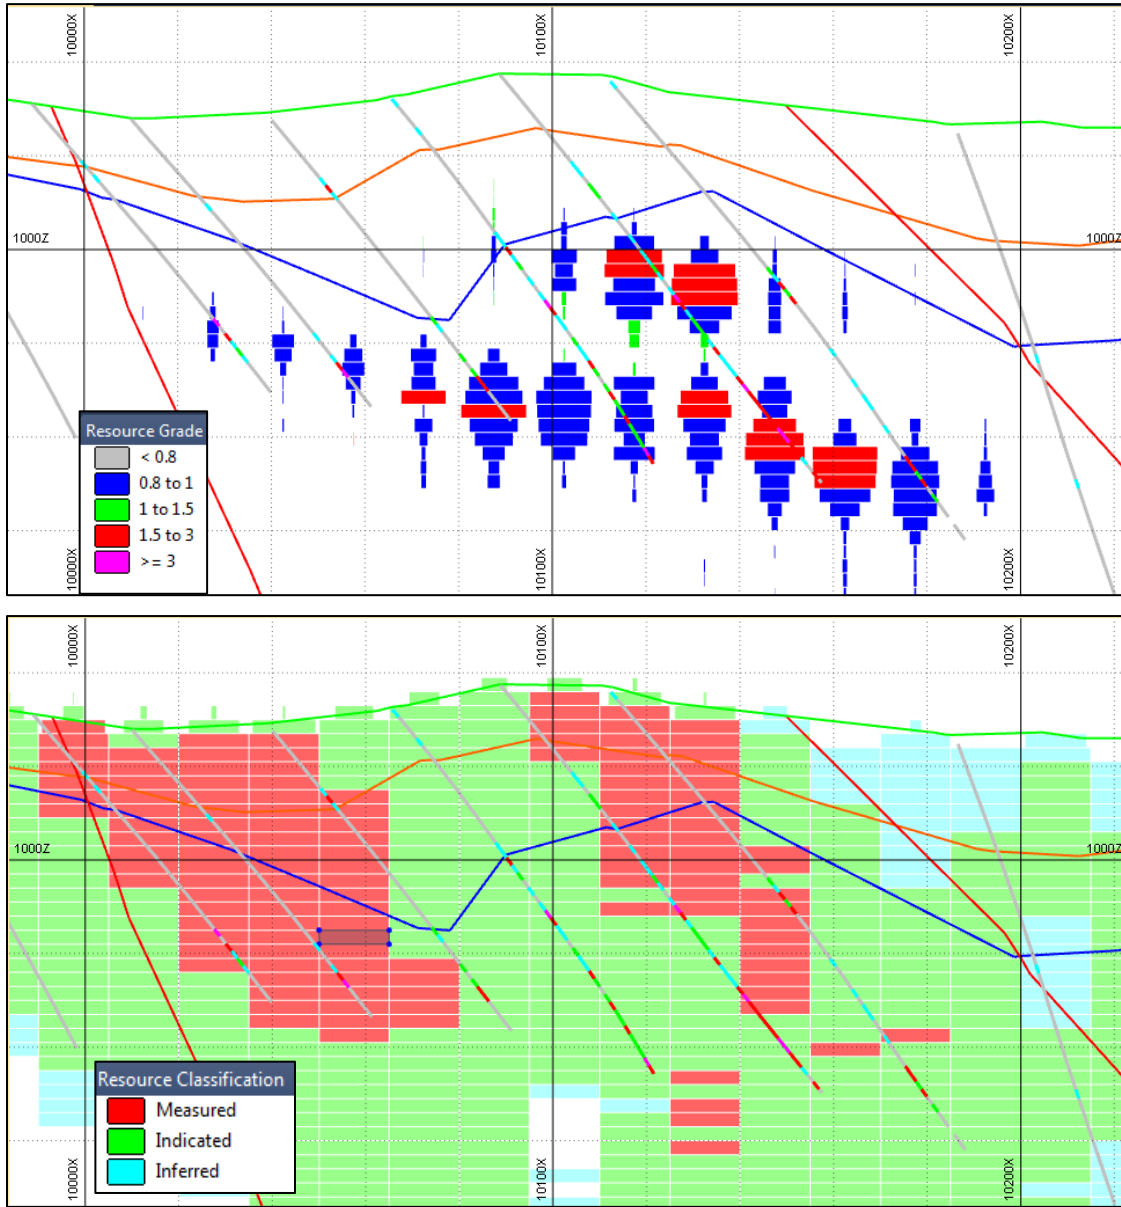 10000X
10100X
10200X
1000Z
1000Z
Resource Grade
< 0.8
0.8 to 1
1 to 1.5
1.5 to 3
>= 3
10000X
10100X
10200X
10000X
10100X
10200X
1000Z
1000Z
Resource Classification
Measured
Indicated
Inferred
10000X
10100X
10200X